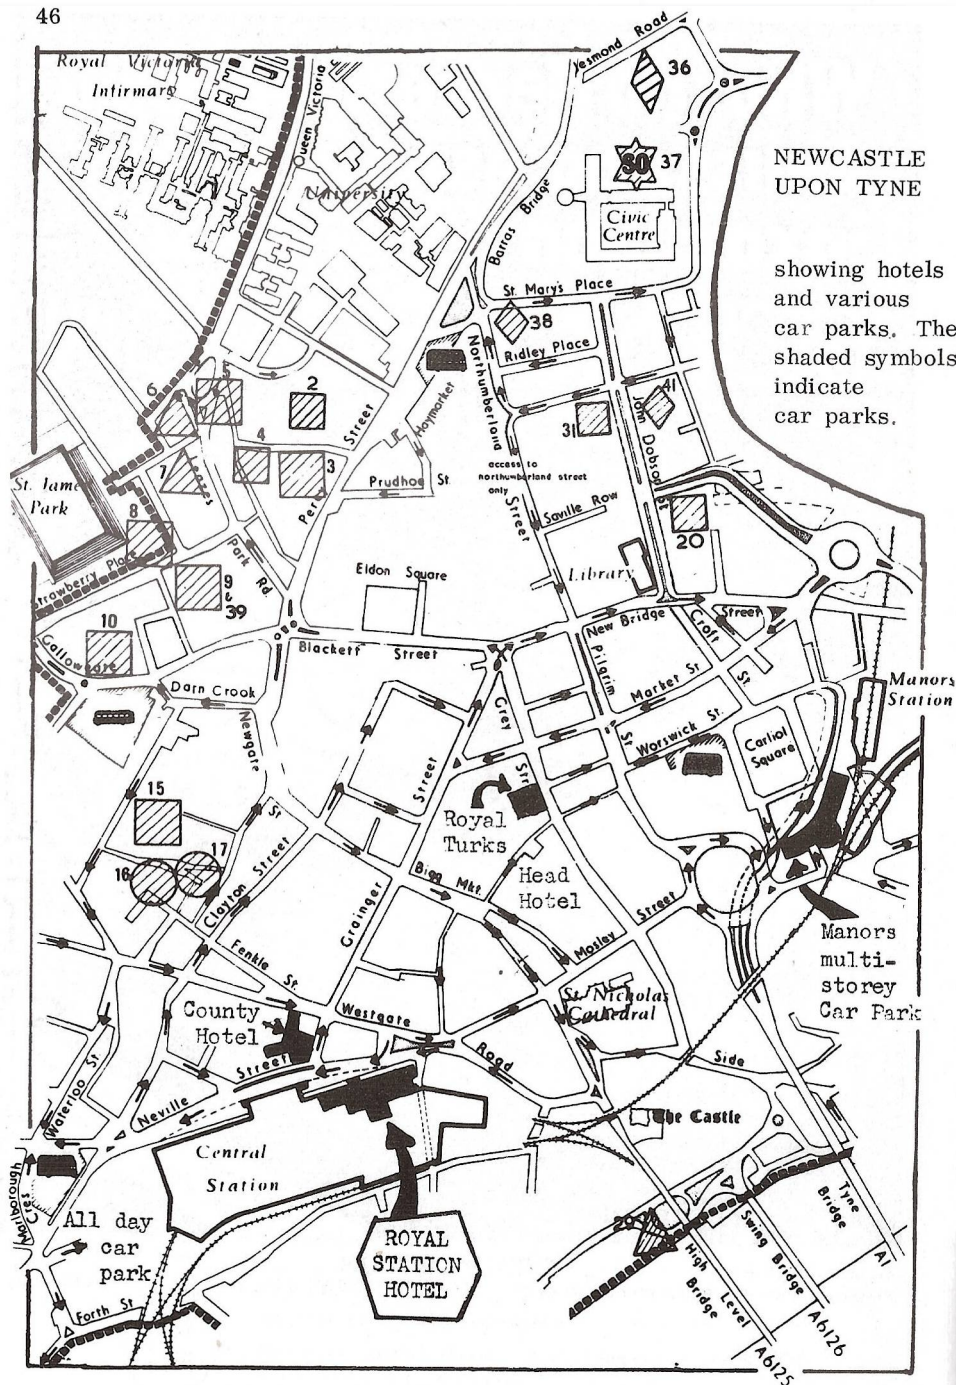 46
Royal Victoria
Infirmary
Queen Victoria
University
Jesmond Road
36
SO 37
Barras Bridge
Civic
Centre
NEWCASTLE
UPON TYNE
showing hotels
and various
car parks. The
shaded symbols
indicate
car parks.
St. Mary's Place
38
Ridley Place
Northumberland
Street
Haymarket
6
5
2
Street
Percy
4
3
7
Leazes
Park Rd.
Prudhoe St.
31
41
John Dobson St.
access to
northumberland street
only
Saville Row
20
St. James
Park
8
Strawberry Place
9
&
39
Eldon Square
Library
10
Gallowgate
Blackett Street
New Bridge Street
Croft
St.
Pilgrim
St.
Market St.
Manors
Station
Darn Crook
Newgate
St.
Grey
Str
Worswick St.
Carliol
Square
Street
15
Royal
Turks
Head
Hotel
16
17
Clayton Street
Bigg Mkt.
Grainger
Mosley Street
Manors
multi-
storey
Car Park
Fenkle St.
County
Hotel
Westgate
Road
St. Nicholas
Cathedral
Side
Waterloo St.
Neville Street
The Castle
Central
Station
Marlborough
Cres
All day
car
park
ROYAL
STATION
HOTEL
29
High Level
Bridge
Swing Bridge
Tyne
Bridge
A1
A6126
A6125
Forth St.